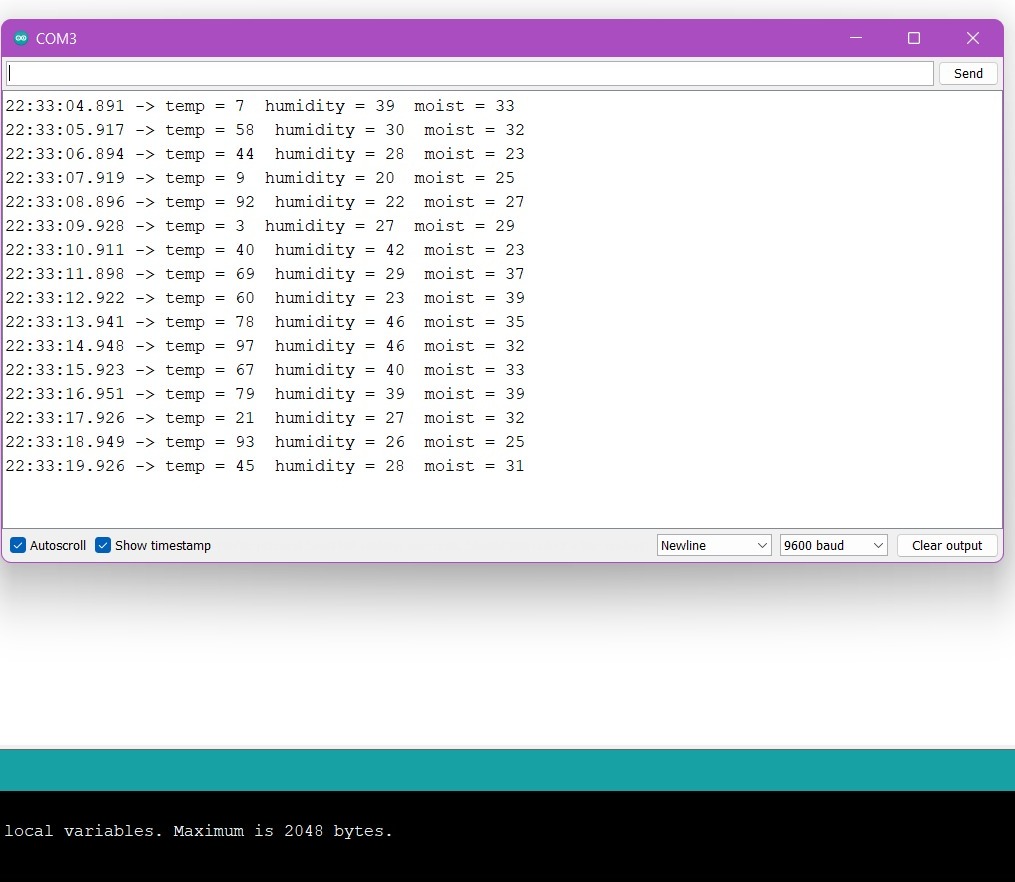 COM3
Send
22:33:04.891 -> temp = 7  humidity = 39  moist = 33
22:33:05.917 -> temp = 58  humidity = 30  moist = 32
22:33:06.894 -> temp = 44  humidity = 28  moist = 23
22:33:07.919 -> temp = 9  humidity = 20  moist = 25
22:33:08.896 -> temp = 92  humidity = 22  moist = 27
22:33:09.928 -> temp = 3  humidity = 27  moist = 29
22:33:10.911 -> temp = 40  humidity = 42  moist = 23
22:33:11.898 -> temp = 69  humidity = 29  moist = 37
22:33:12.922 -> temp = 60  humidity = 23  moist = 39
22:33:13.941 -> temp = 78  humidity = 46  moist = 35
22:33:14.948 -> temp = 97  humidity = 46  moist = 32
22:33:15.923 -> temp = 67  humidity = 40  moist = 33
22:33:16.951 -> temp = 79  humidity = 39  moist = 39
22:33:17.926 -> temp = 21  humidity = 27  moist = 32
22:33:18.949 -> temp = 93  humidity = 26  moist = 25
22:33:19.926 -> temp = 45  humidity = 28  moist = 31
Autoscroll Show timestamp Newline 9600 baud Clear output
local variables. Maximum is 2048 bytes.